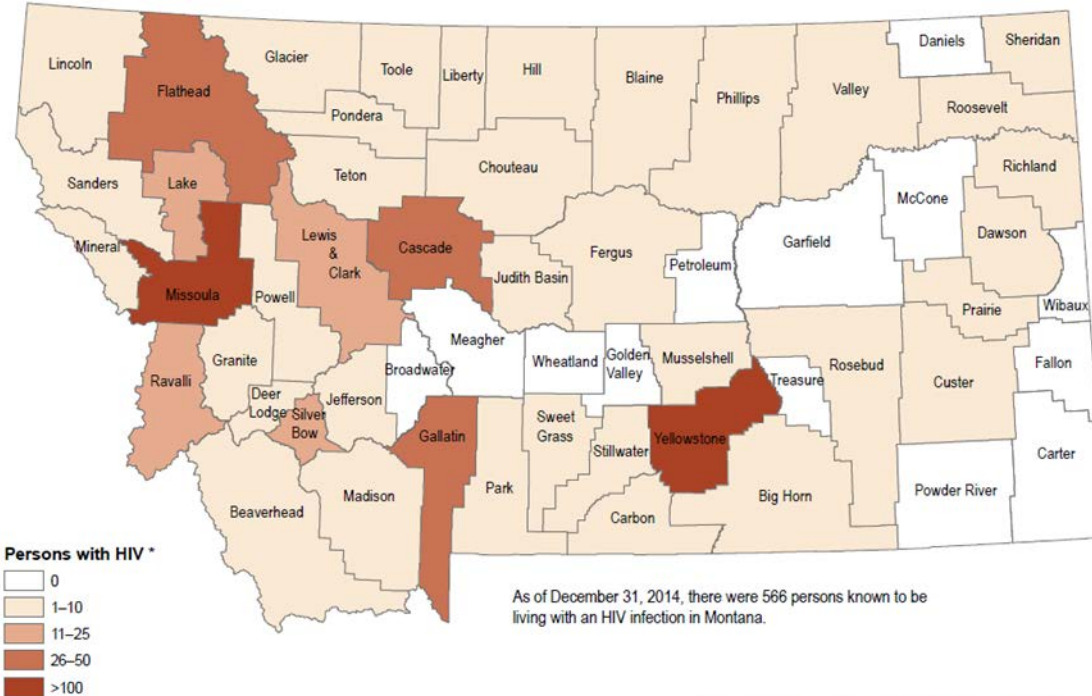 Daniels
Sheridan
Lincoln
Glacier
Toole
Liberty
Hill
Blaine
Phillips
Valley
Flathead
Roosevelt
Pondera
Chouteau
Richland
Sanders
Lake
Teton
McCone
Mineral
Lewis
&
Clark
Cascade
Fergus
Garfield
Dawson
Judith Basin
Petroleum
Missoula
Powell
Prairie
Wibaux
Meagher
Granite
Broadwater
Wheatland
Golden
Valley
Musselshell
Rosebud
Fallon
Ravalli
Treasure
Custer
Deer
Lodge
Jefferson
Silver
Bow
Gallatin
Sweet
Grass
Yellowstone
Stillwater
Carter
Park
Madison
Big Horn
Powder River
Beaverhead
Carbon
Persons with HIV *
0
1–10
11–25
26–50
>100
As of December 31, 2014, there were 566 persons known to be
living with an HIV infection in Montana.